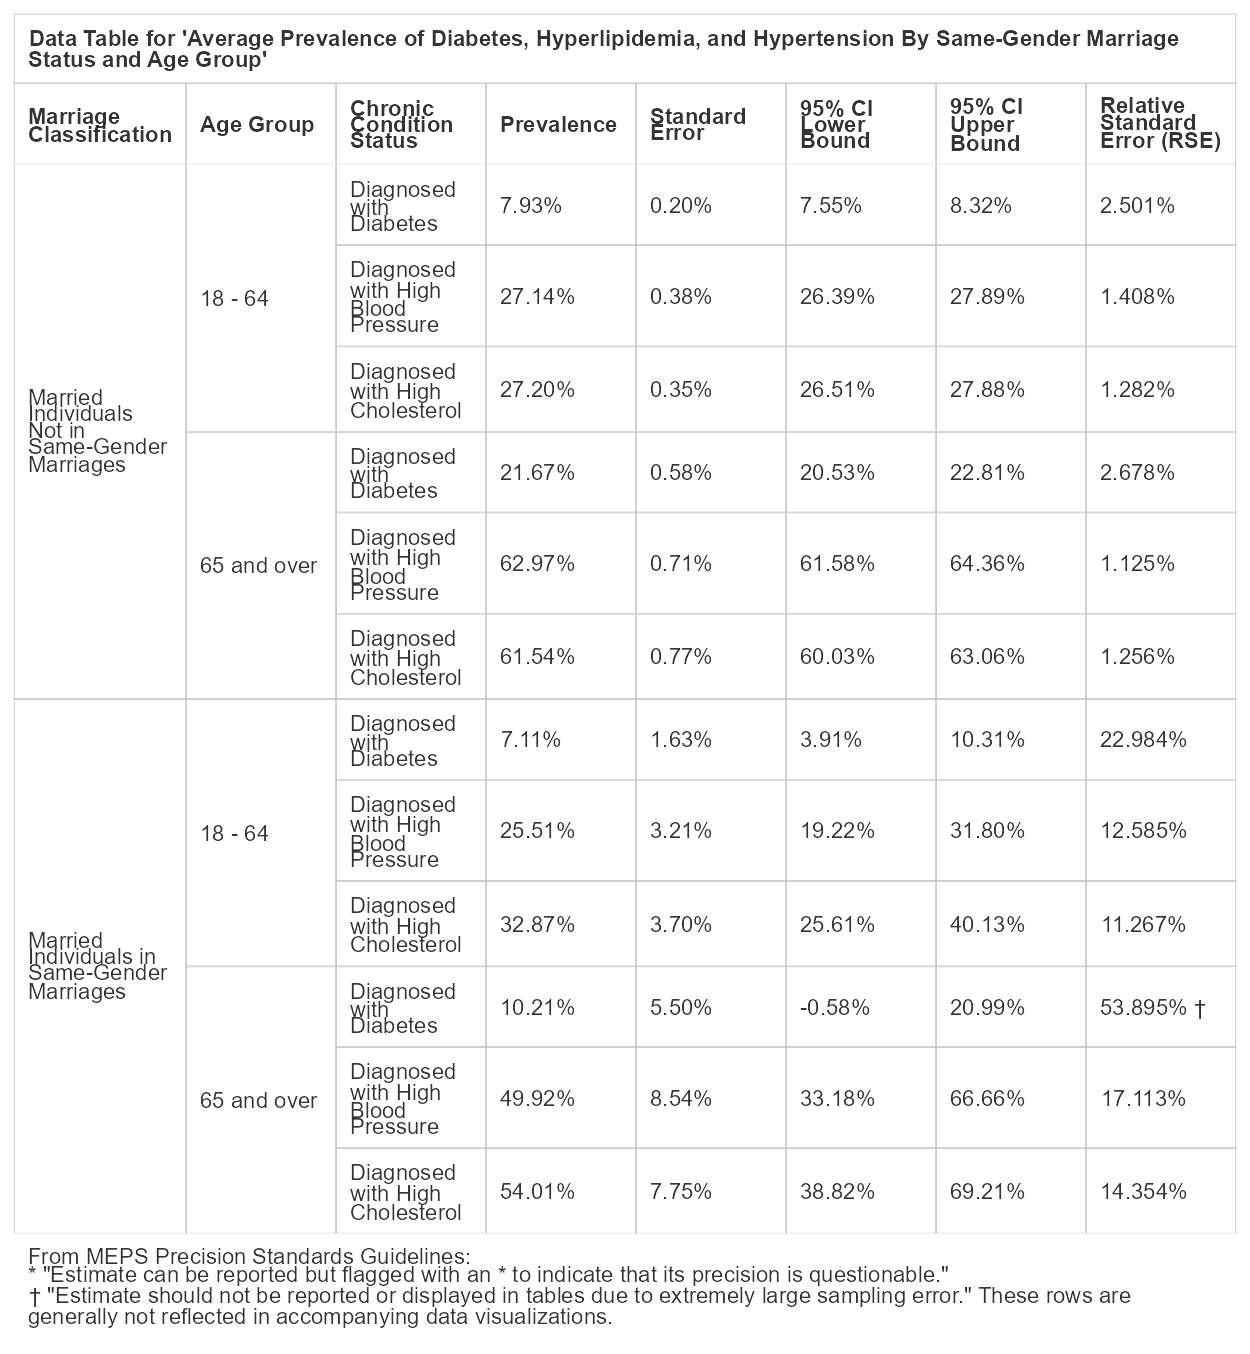 Data Table for 'Average Prevalence of Diabetes, Hyperlipidemia, and Hypertension By Same-Gender Marriage
Status and Age Group'
Marriage
Classification
Age Group
Chronic
Condition
Status
Prevalence
Standard
Error
95% CI
Lower
Bound
95% CI
Upper
Bound
Relative
Standard
Error (RSE)
Married
Individuals
Not in
Same-Gender
Marriages
18 - 64
Diagnosed
with
Diabetes
7.93%
0.20%
7.55%
8.32%
2.501%
Diagnosed
with High
Blood
Pressure
27.14%
0.38%
26.39%
27.89%
1.408%
Diagnosed
with High
Cholesterol
27.20%
0.35%
26.51%
27.88%
1.282%
65 and over
Diagnosed
with
Diabetes
21.67%
0.58%
20.53%
22.81%
2.678%
Diagnosed
with High
Blood
Pressure
62.97%
0.71%
61.58%
64.36%
1.125%
Diagnosed
with High
Cholesterol
61.54%
0.77%
60.03%
63.06%
1.256%
Married
Individuals in
Same-Gender
Marriages
18 - 64
Diagnosed
with
Diabetes
7.11%
1.63%
3.91%
10.31%
22.984%
Diagnosed
with High
Blood
Pressure
25.51%
3.21%
19.22%
31.80%
12.585%
Diagnosed
with High
Cholesterol
32.87%
3.70%
25.61%
40.13%
11.267%
65 and over
Diagnosed
with
Diabetes
10.21%
5.50%
-0.58%
20.99%
53.895% †
Diagnosed
with High
Blood
Pressure
49.92%
8.54%
33.18%
66.66%
17.113%
Diagnosed
with High
Cholesterol
54.01%
7.75%
38.82%
69.21%
14.354%
From MEPS Precision Standards Guidelines:
* "Estimate can be reported but flagged with an * to indicate that its precision is questionable."
† "Estimate should not be reported or displayed in tables due to extremely large sampling error." These rows are
generally not reflected in accompanying data visualizations.